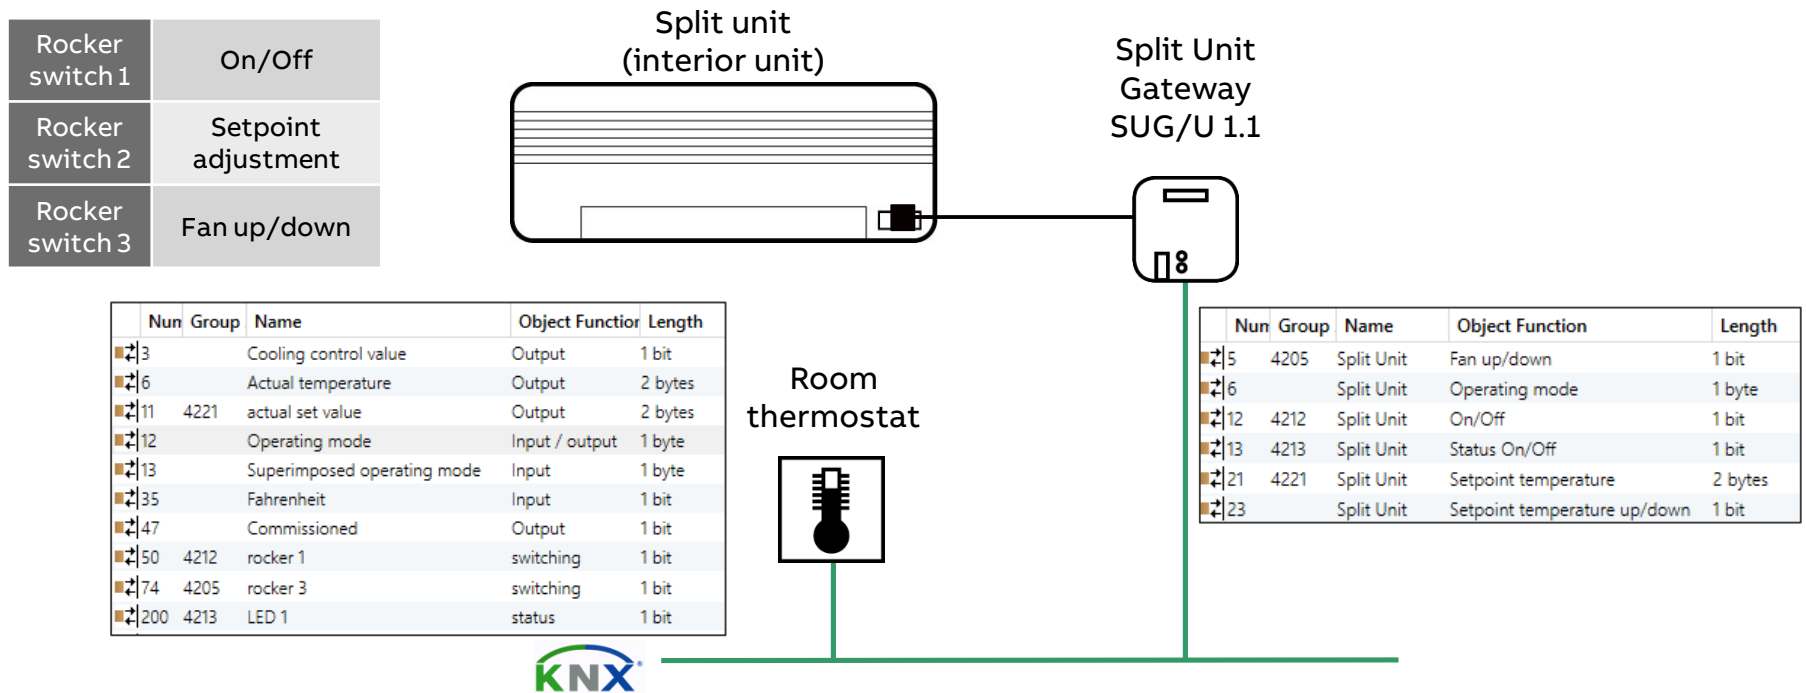 Rocker switch 1 On/Off
Rocker switch 2 Setpoint adjustment
Rocker switch 3 Fan up/down
Split unit
(interior unit)
Split Unit
Gateway
SUG/U 1.1
Num Group Name Object Function Length
3 Cooling control value Output 1 bit
6 Actual temperature Output 2 bytes
11 4221 actual set value Output 2 bytes
12 Operating mode Input / output 1 byte
13 Superimposed operating mode Input 1 byte
35 Fahrenheit Input 1 bit
47 Commissioned Output 1 bit
50 4212 rocker 1 switching 1 bit
74 4205 rocker 3 switching 1 bit
200 4213 LED 1 status 1 bit
Room
thermostat
Num Group Name Object Function Length
5 4205 Split Unit Fan up/down 1 bit
6 Split Unit Operating mode 1 byte
12 4212 Split Unit On/Off 1 bit
13 4213 Split Unit Status On/Off 1 bit
21 4221 Split Unit Setpoint temperature 2 bytes
23 Split Unit Setpoint temperature up/down 1 bit
KNX